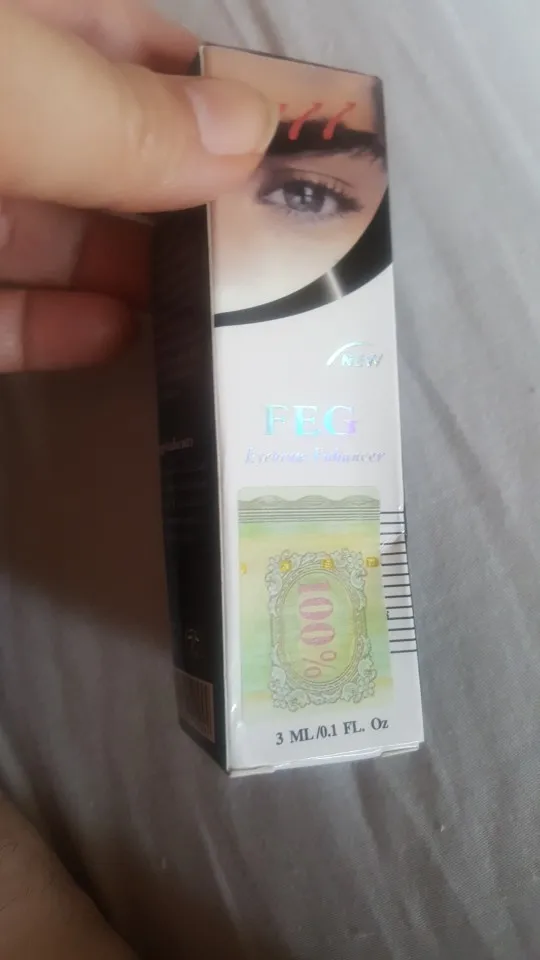 NEW
FEG
Eyebrow Enhancer
100%
3 ML/0.1 FL. Oz